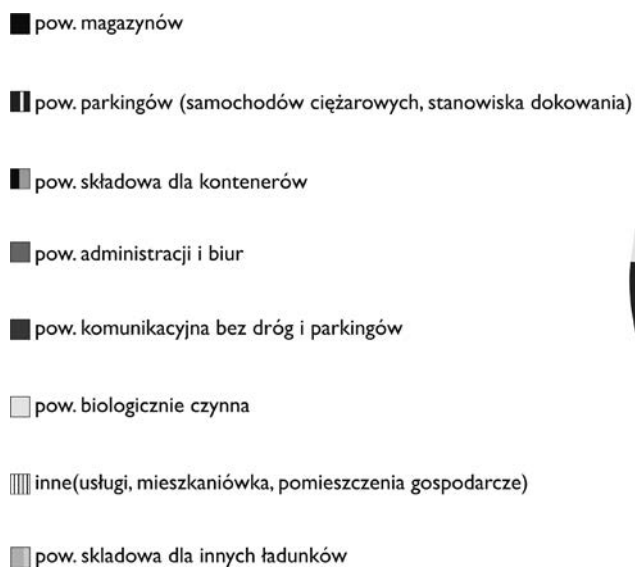 pow. magazynów
pow. parkingów (samochodów ciężarowych, stanowiska dokowania)
pow. składowa dla kontenerów
pow. administracji i biur
pow. komunikacyjna bez dróg i parkingów
pow. biologicznie czynna
inne(usługi, mieszkaniówka, pomieszczenia gospodarcze)
pow. skladowa dla innych ładunków